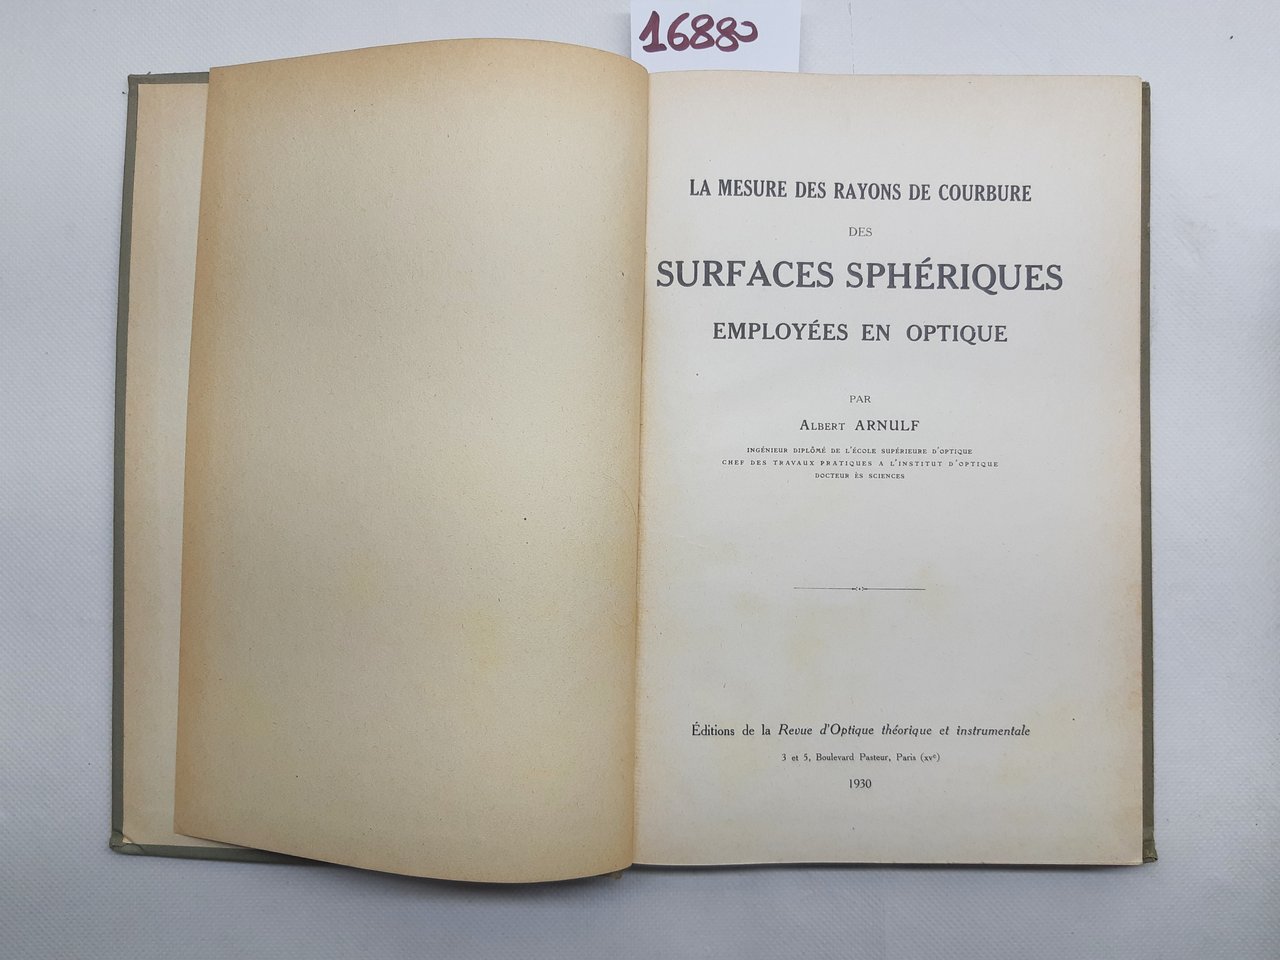 16880
LA MESURE DES RAYONS DE COURBURE
DES
SURFACES SPHÉRIQUES
EMPLOYÉES EN OPTIQUE
PAR
ALBERT ARNULF
INGÉNIEUR DIPLÔMÉ DE L'ÉCOLE SUPÉRIEURE D'OPTIQUE
CHEF DES TRAVAUX PRATIQUES A L'INSTITUT D'OPTIQUE
DOCTEUR ÈS SCIENCES
Éditions de la Revue d'Optique théorique et instrumentale
3 et 5, Boulevard Pasteur, Paris (XVe)
1930